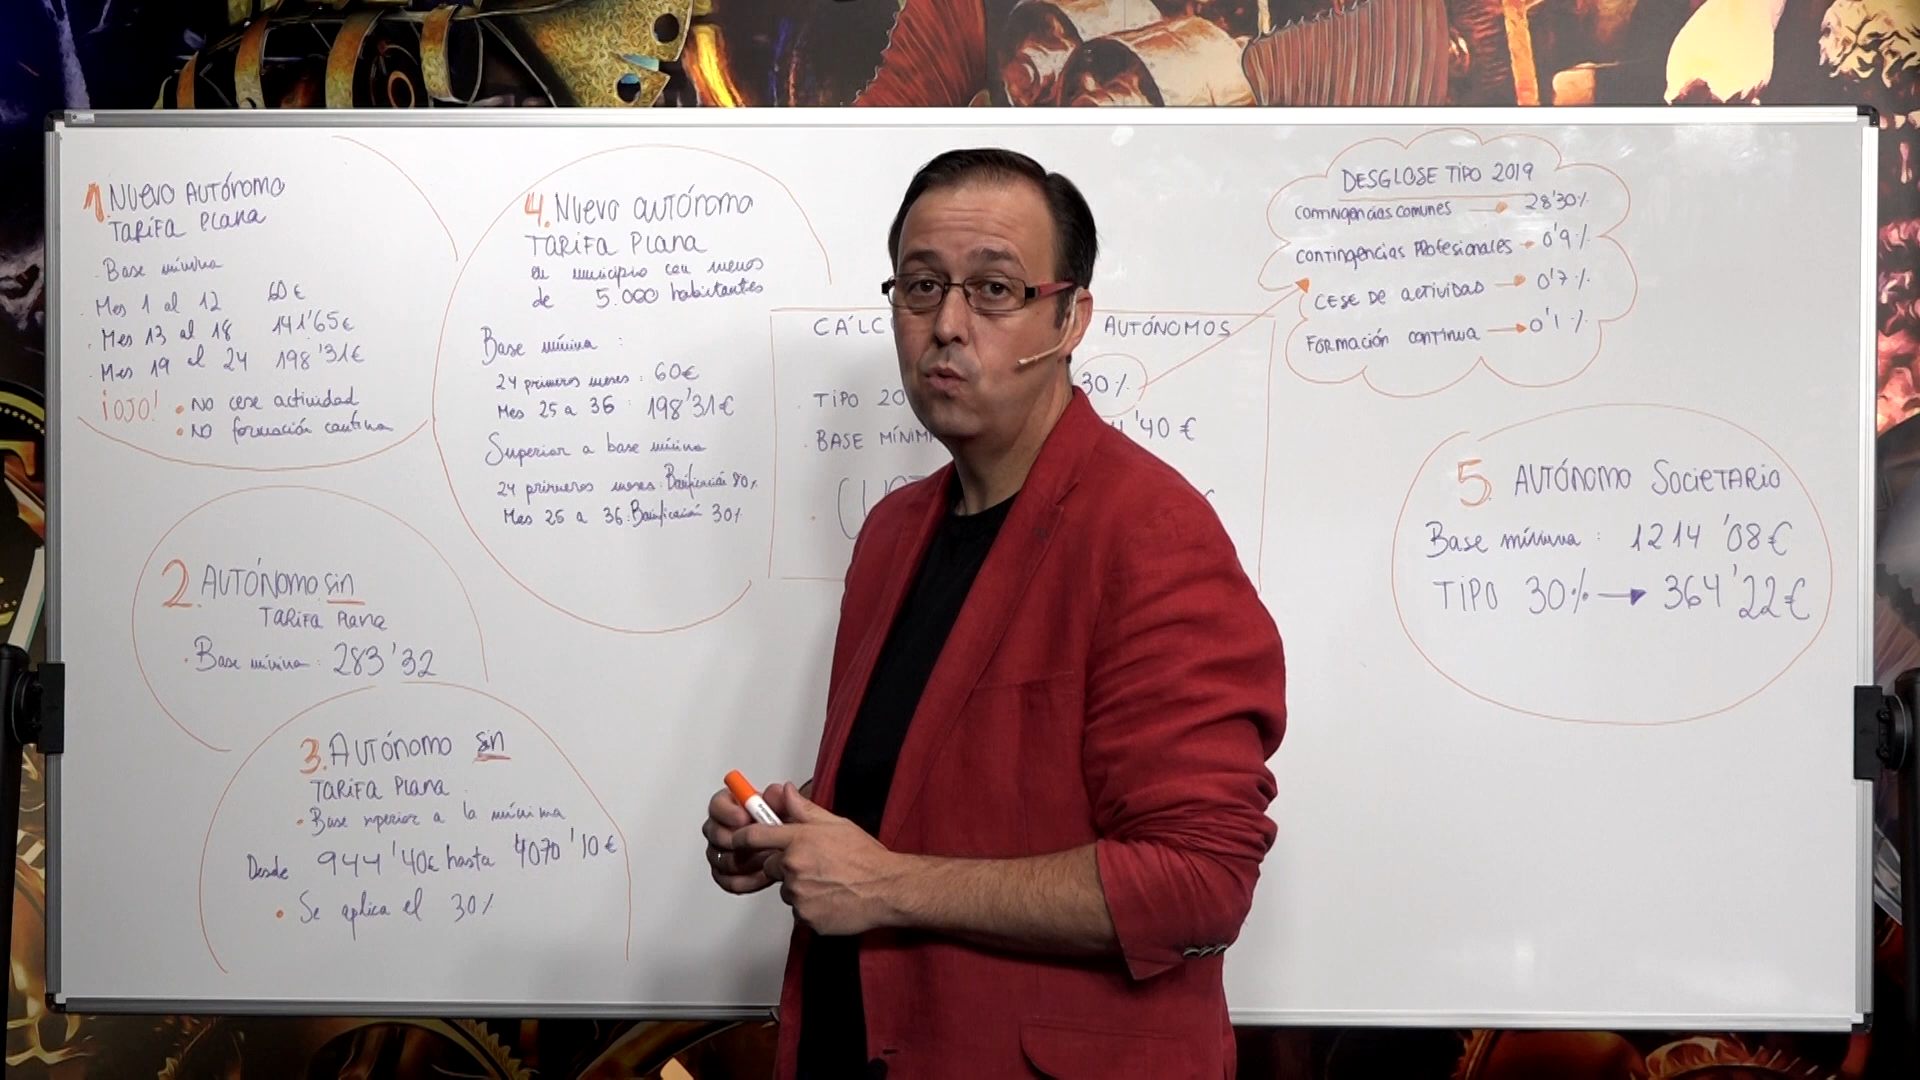 1. NUEVO AUTÓNOMO
TARIFA PLANA
- Base mínima
- Mes 1 al 12 60€
- Mes 13 al 18 141'65€
- Mes 19 al 24 198'31€
¡OJO! • NO cese actividad
• NO formación continua
2. AUTÓNOMO sin
TARIFA PLANA
• Base mínima: 283'32
3. AUTÓNOMO sin
TARIFA PLANA
• Base superior a la mínima
Desde 944'40€ hasta 4070'10€
• Se aplica el 30%
4. NUEVO AUTÓNOMO
TARIFA PLANA
en municipio con menos
de 5.000 habitantes
Base mínima:
24 primeros meses: 60€
Mes 25 a 36: 198'31€
Superior a base mínima
24 primeros meses: Bonificación 80%
Mes 25 a 36: Bonificación 30%
CÁLC AUTÓNOMOS
• TIPO 20 30%
• BASE MÍNIM '40€
DESGLOSE TIPO 2019
CONTINGENCIAS COMUNES → 28'30%
CONTINGENCIAS PROFESIONALES → 0'9%
CESE DE ACTIVIDAD → 0'7%
FORMACIÓN CONTINUA → 0'1%
5 AUTÓNOMO SOCIETARIO
Base mínima: 1214'08€
TIPO 30% → 364'22€